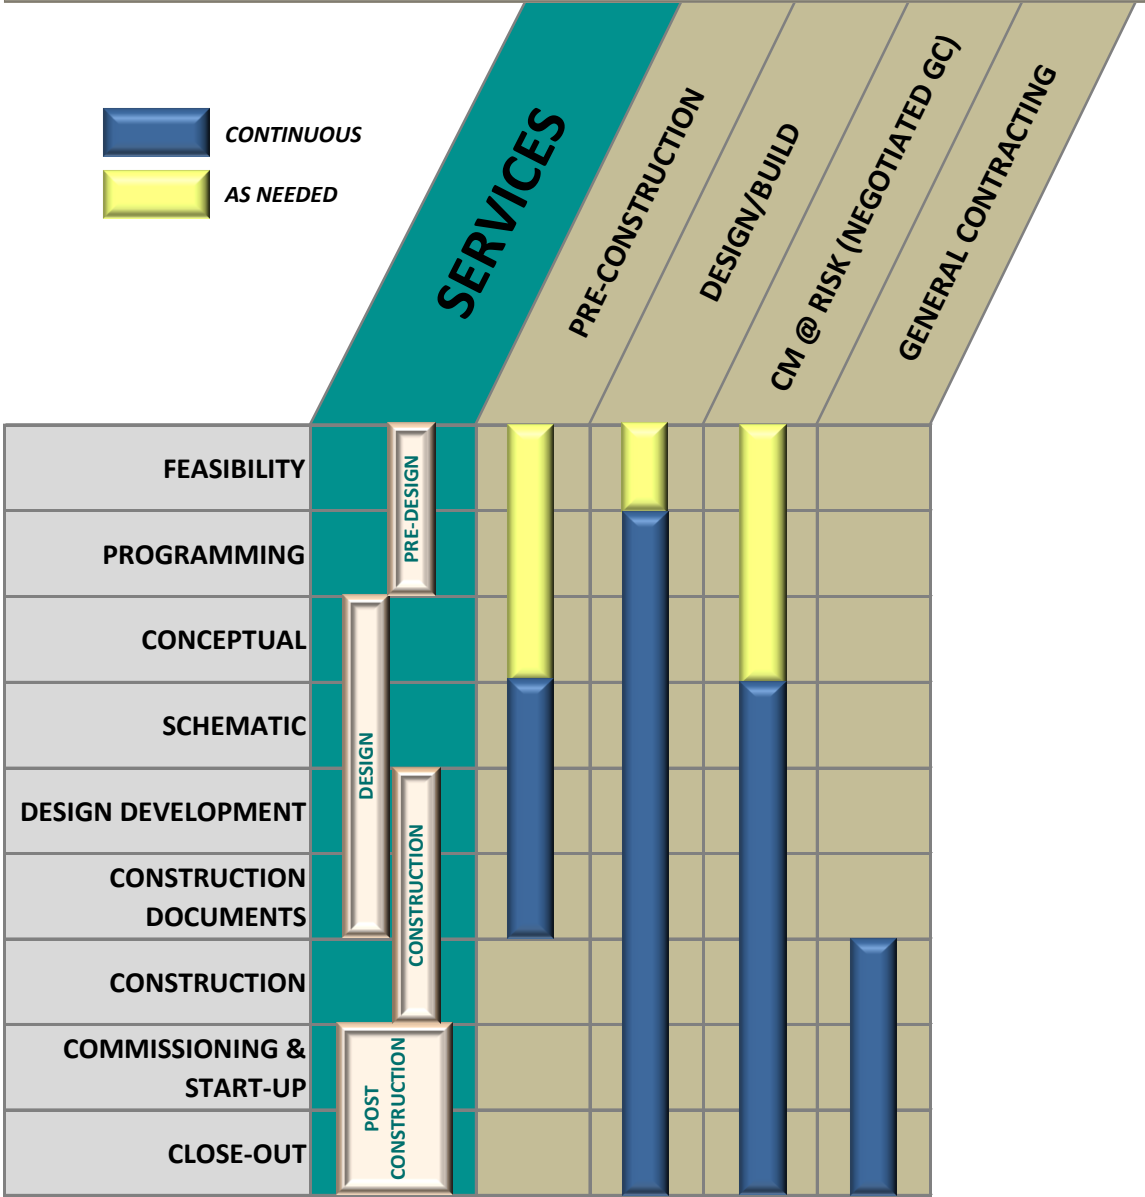 CONTINUOUS
AS NEEDED
SERVICES
PRE-CONSTRUCTION
DESIGN/BUILD
CM @ RISK (NEGOTIATED GC)
GENERAL CONTRACTING
FEASIBILITY
PROGRAMMING
CONCEPTUAL
SCHEMATIC
DESIGN DEVELOPMENT
CONSTRUCTION
DOCUMENTS
CONSTRUCTION
COMMISSIONING &
START-UP
CLOSE-OUT
PRE-DESIGN
DESIGN
CONSTRUCTION
POST
CONSTRUCTION